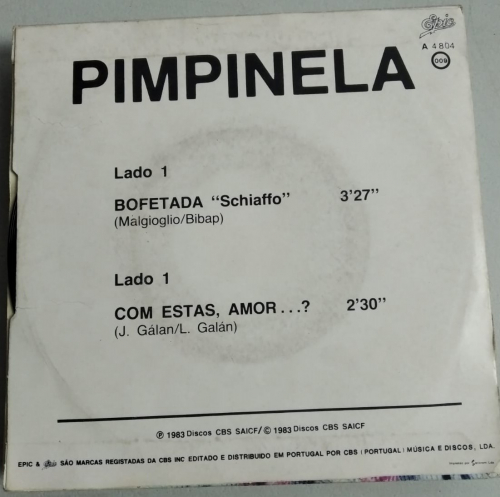 Epic
A 4804
009
PIMPINELA
Lado 1
BOFETADA "Schiaffo" 3'27"
(Malgioglio/Bibap)
Lado 1
COM ESTAS, AMOR...? 2'30"
(J. Gálan/L. Galán)
℗ 1983 Discos CBS SAICF/ © 1983 Discos CBS SAICF
EPIC & Epic SÃO MARCAS REGISTADAS DA CBS INC EDITADO E DISTRIBUIDO EM PORTUGAL POR CBS (PORTUGAL) MÚSICA E DISCOS, LDA.